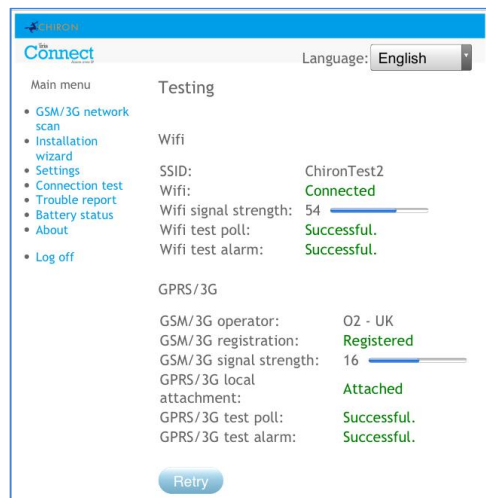 CHIRON
iris
Connect
Language: English
Main menu
GSM/3G network
scan
Installation
wizard
Settings
Connection test
Trouble report
Battery status
About
Log off
Testing
Wifi
SSID: ChironTest2
Wifi: Connected
Wifi signal strength: 54
Wifi test poll: Successful.
Wifi test alarm: Successful.
GPRS/3G
GSM/3G operator: O2 - UK
GSM/3G registration: Registered
GSM/3G signal strength: 16
GPRS/3G local
attachment: Attached
GPRS/3G test poll: Successful.
GPRS/3G test alarm: Successful.
Retry